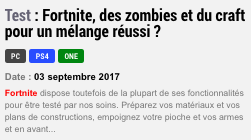 Test : Fortnite, des zombies et du craft
pour un mélange réussi ?
PC PS4 ONE
Date : 03 septembre 2017
Fortnite dispose toutefois de la plupart de ses fonctionnalités
pour être testé par nos soins. Préparez vos matériaux et vos
plans de constructions, empoignez votre pioche et vos armes
et en avant...